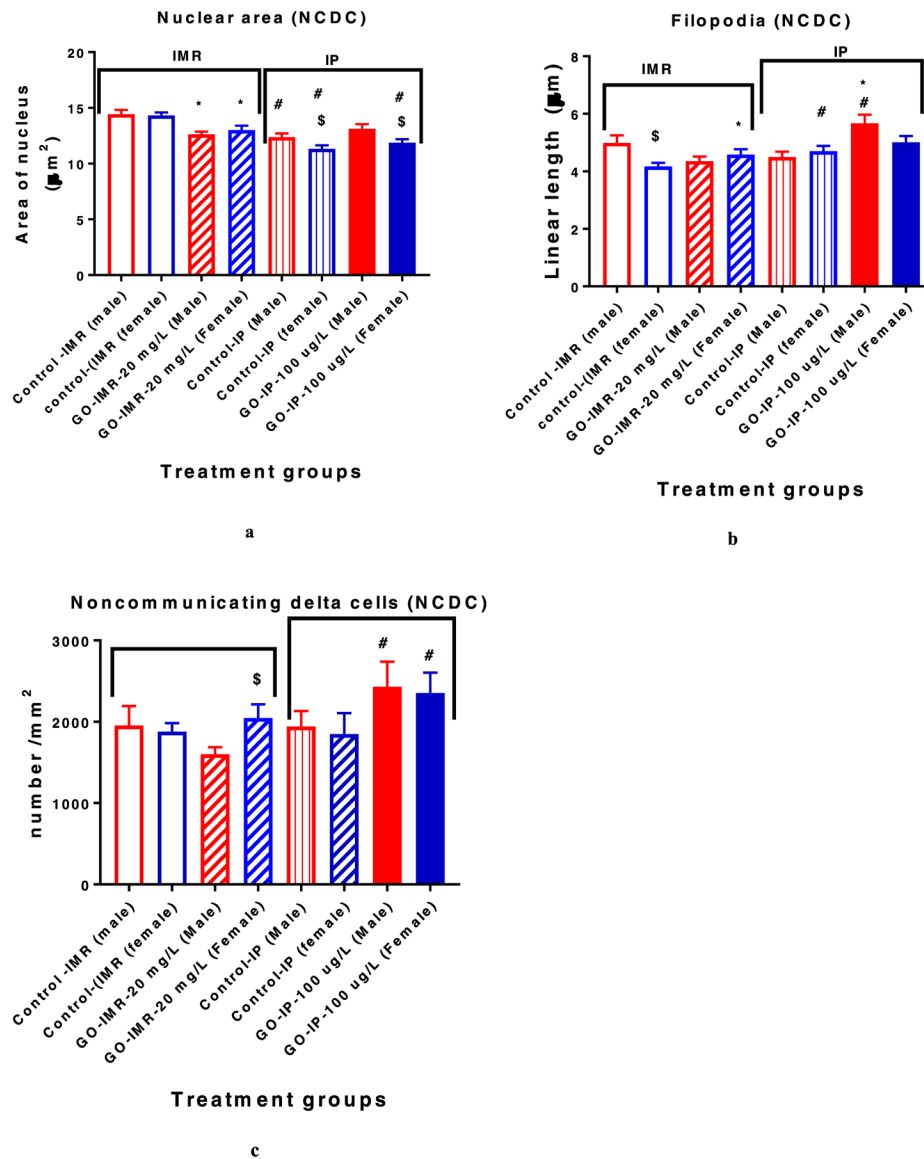 Nuclear area (NCDC)
IMR
IP
20
15
10
5
0
Area of nucleus
(μm²)
*
*
#
#
$
#
$
Control -IMR (male)
control-(IMR (female)
GO-IMR-20 mg/L (Male)
GO-IMR-20 mg/L (Female)
Control-IP (Male)
Control-IP (female)
GO-IP-100 ug/L (Male)
GO-IP-100 ug/L (Female)
Treatment groups
a
Filopodia (NCDC)
IMR
IP
8
6
4
2
0
Linear length (μm)
$
*
#
*
#
Control -IMR (male)
control-(IMR (female)
GO-IMR-20 mg/L (Male)
GO-IMR-20 mg/L (Female)
Control-IP (Male)
Control-IP (female)
GO-IP-100 ug/L (Male)
GO-IP-100 ug/L (Female)
Treatment groups
b
Noncommunicating delta cells (NCDC)
3000
2000
1000
0
number /mm²
$
#
#
Control -IMR (male)
Control-(IMR (female)
GO-IMR-20 mg/L (Male)
GO-IMR-20 mg/L (Female)
Control-IP (Male)
Control-IP (female)
GO-IP-100 ug/L (Male)
GO-IP-100 ug/L (Female)
Treatment groups
c